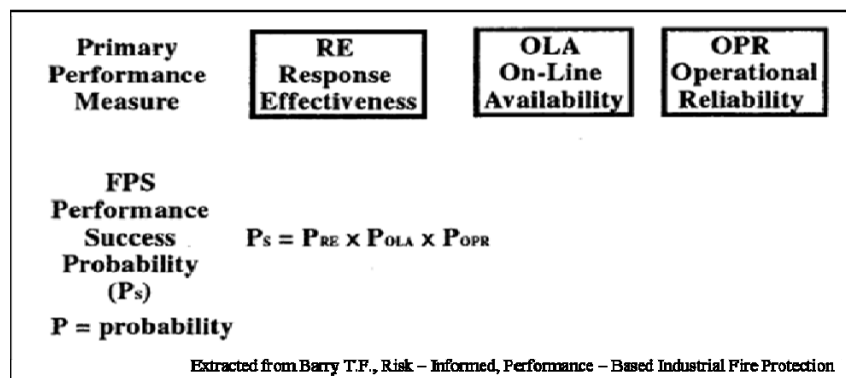 Primary
Performance
Measure
RE
Response
Effectiveness
OLA
On-Line
Availability
OPR
Operational
Reliability
FPS
Performance
Success
Probability
(Ps)
Ps = PRE x POLA x POPR
P = probability
Extracted from Barry T.F., Risk – Informed, Performance – Based Industrial Fire Protection